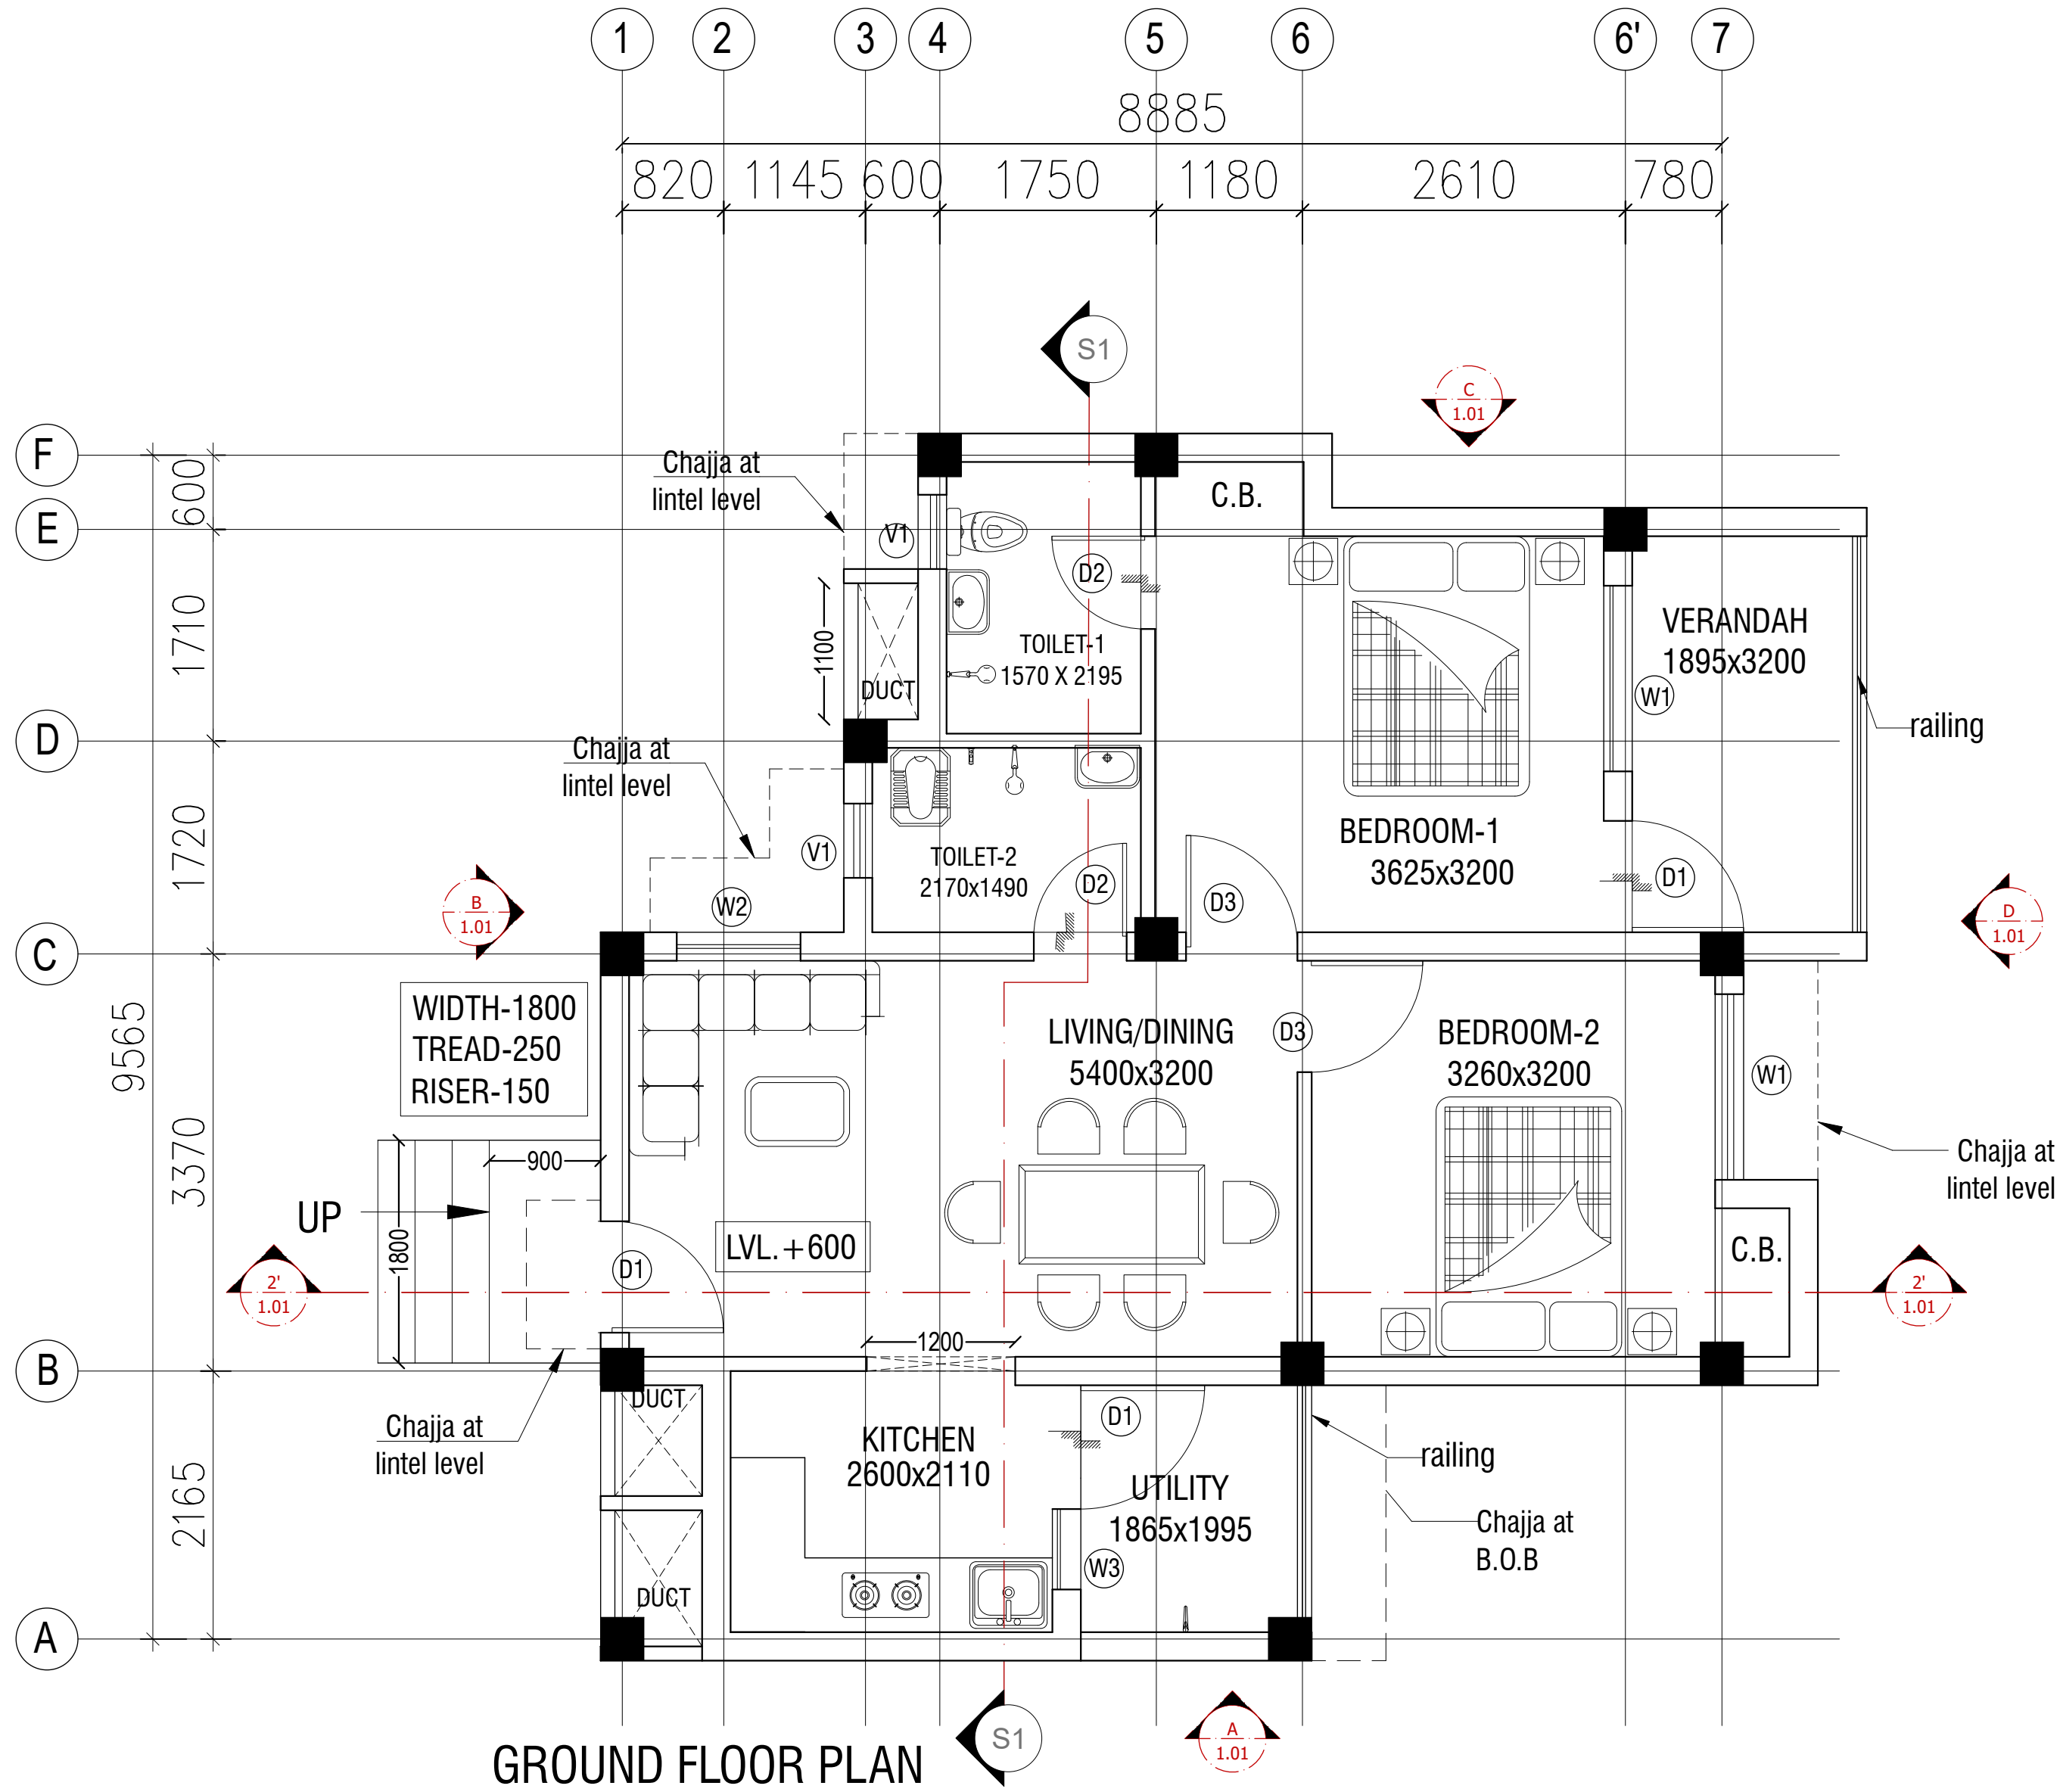 1 2 3 4 5 6 6' 7
8885
820 1145 600 1750 1180 2610 780
S1
C
1.01
F
600
Chajja at
lintel level
C.B.
E
V1
D2
1710
1100
TOILET-1
1570 X 2195
VERANDAH
1895x3200
DUCT
W1
railing
D
Chajja at
lintel level
1720
V1
TOILET-2
2170x1490
D2
BEDROOM-1
3625x3200
D1
W2
D3
B
1.01
D
1.01
C
9565
WIDTH-1800
TREAD-250
RISER-150
LIVING/DINING
5400x3200
D3
BEDROOM-2
3260x3200
W1
3370
900
Chajja at
lintel level
UP
1800
LVL.+600
C.B.
D1
2'
1.01
2'
1.01
1200
B
DUCT
Chajja at
lintel level
D1
KITCHEN
2600x2110
railing
2165
UTILITY
1865x1995
Chajja at
B.O.B
W3
DUCT
A
S1
A
1.01
GROUND FLOOR PLAN